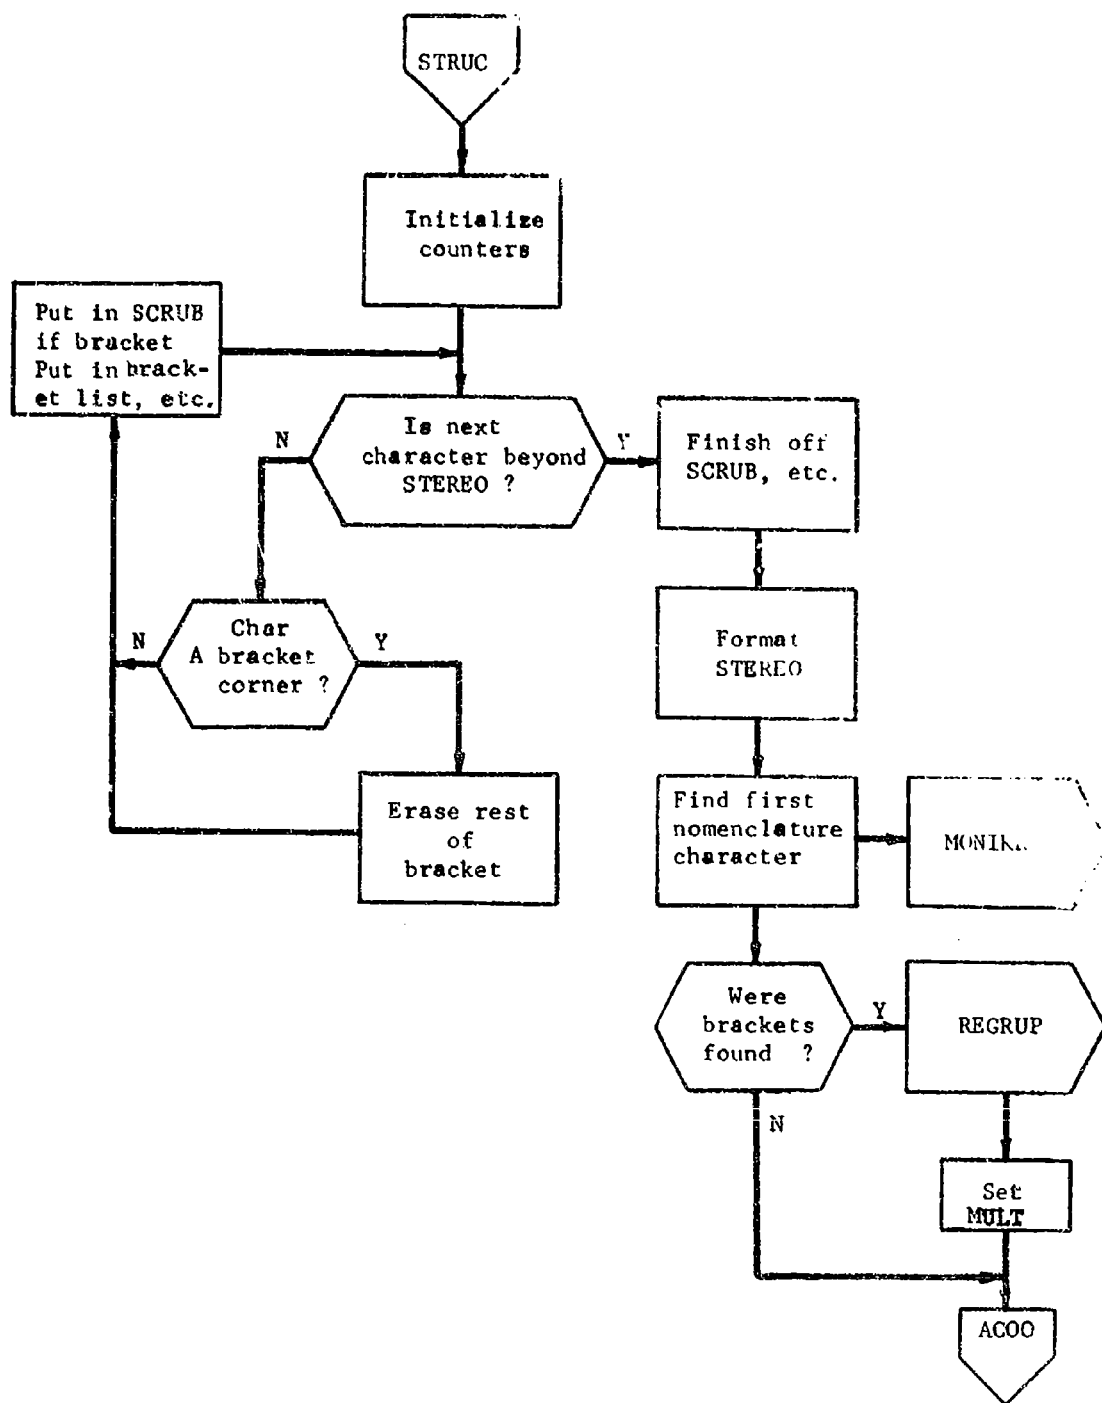 STRUC
Initialize
counters
Put in SCRUB
if bracket
Put in brack-
et list, etc.
Is next
character beyond
STEREO ?
N
Y
Finish off
SCRUB, etc.
Char
A bracket
corner ?
N
Y
Format
STEREO
Erase rest
of
bracket
Find first
nomenclature
character
Were
brackets
found ?
Y
N
REGRUP
Set
MULT
ACOO